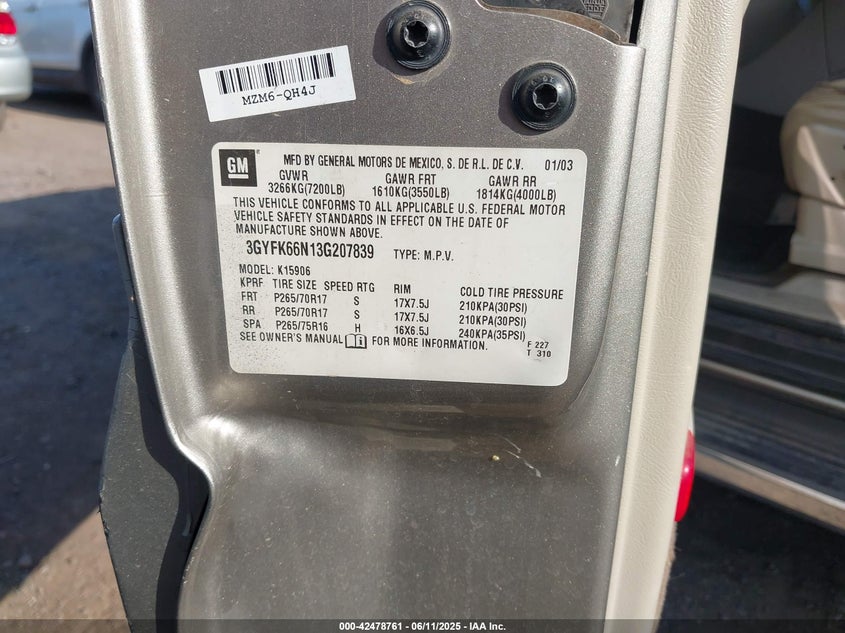 MZM6-QH4J
GM
MFD BY GENERAL MOTORS DE MEXICO, S. DE R.L. DE C.V. 01/03
GVWR GAWR FRT GAWR RR
3266KG(7200LB) 1610KG(3550LB) 1814KG(4000LB)
THIS VEHICLE CONFORMS TO ALL APPLICABLE U.S. FEDERAL MOTOR
VEHICLE SAFETY STANDARDS IN EFFECT ON THE DATE OF
MANUFACTURE SHOWN ABOVE.
3GYFK66N13G207839 TYPE: M.P.V.
MODEL: K15906
KPRF TIRE SIZE SPEED RTG RIM COLD TIRE PRESSURE
FRT P265/70R17 S 17X7.5J 210KPA(30PSI)
RR P265/70R17 S 17X7.5J 210KPA(30PSI)
SPA P265/75R16 H 16X6.5J 240KPA(35PSI)
SEE OWNER'S MANUAL FOR MORE INFORMATION.
F 227
T 310
000-42478761 - 06/11/2025 - IAA Inc.